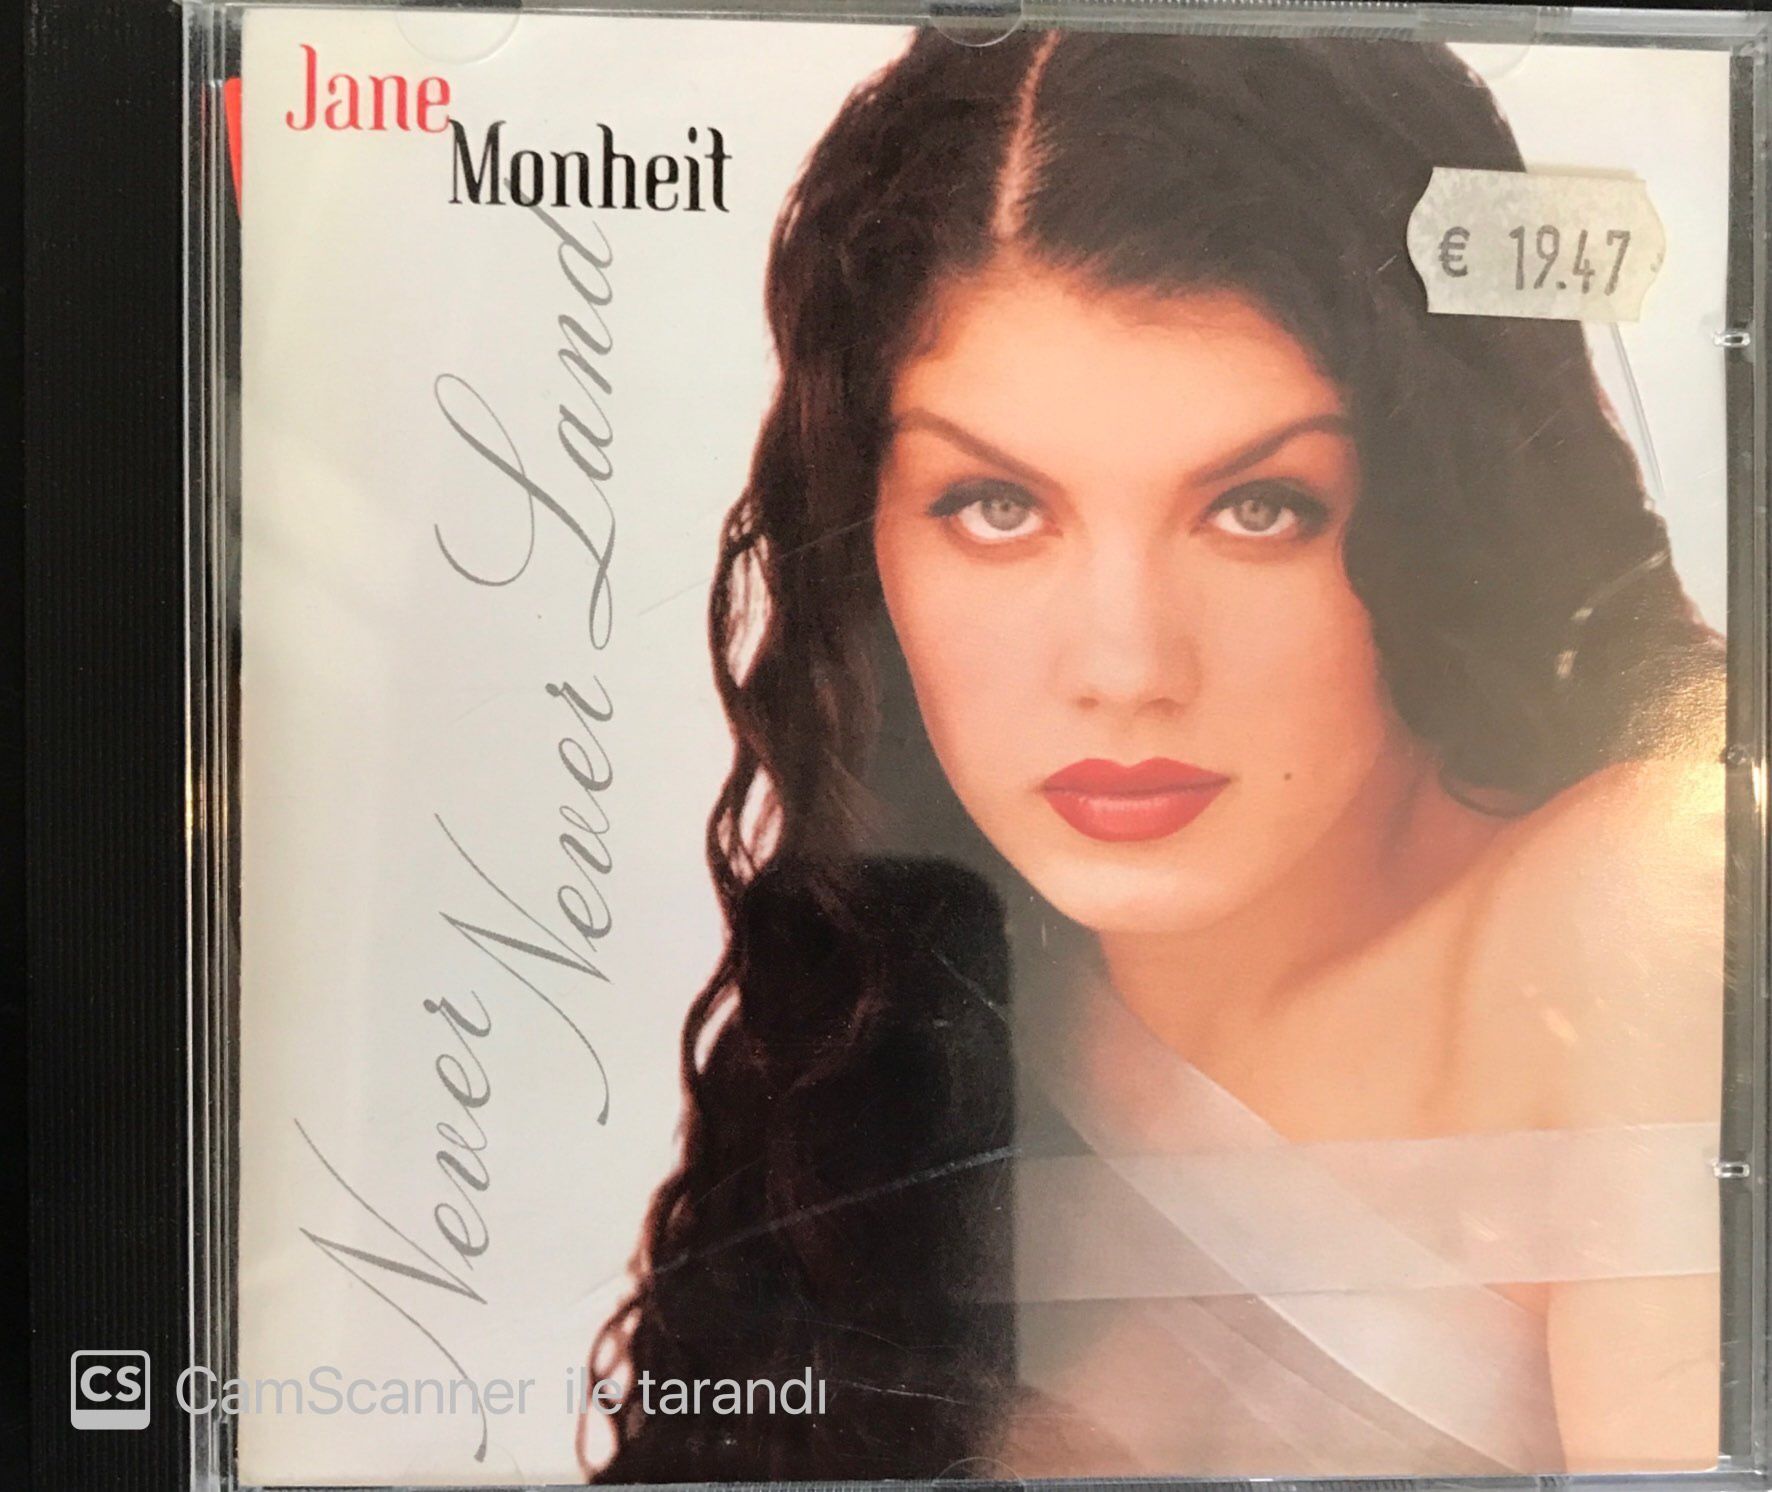 Jane
Monheit
Never Never Land
€ 19.47
CS CamScanner ile tarandı